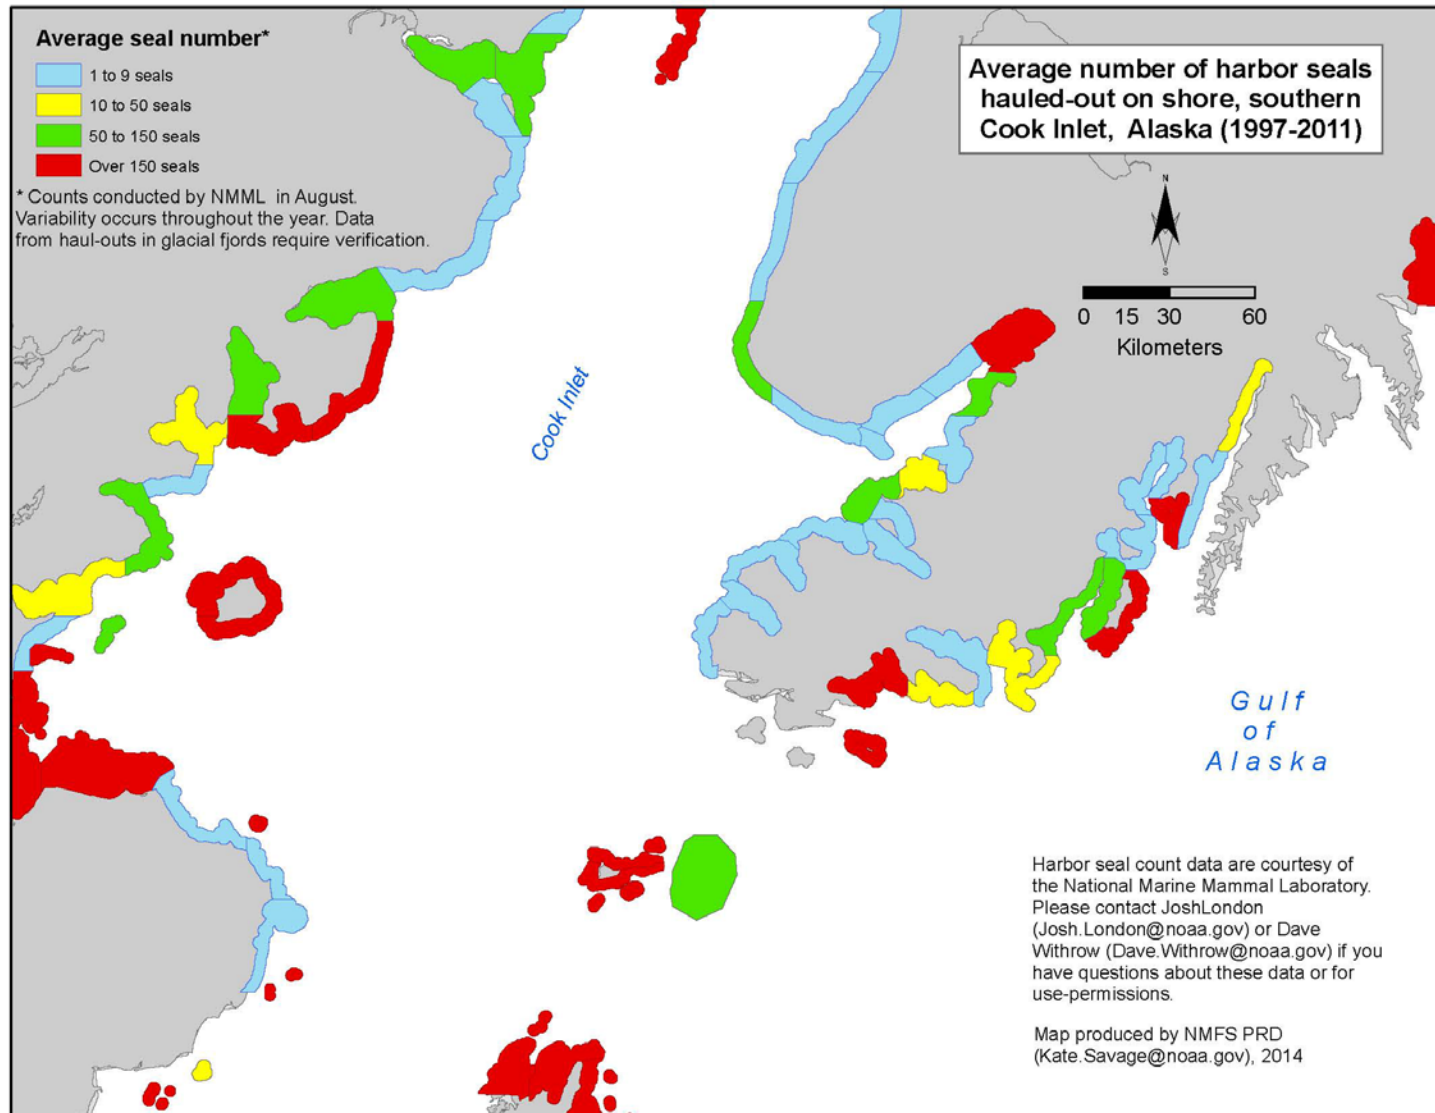 Average seal number*
1 to 9 seals
10 to 50 seals
50 to 150 seals
Over 150 seals
* Counts conducted by NMML in August.
Variability occurs throughout the year. Data
from haul-outs in glacial fjords require verification.
Average number of harbor seals
hauled-out on shore, southern
Cook Inlet, Alaska (1997-2011)
N
S
0 15 30 60
Kilometers
Cook Inlet
Gulf
of
Alaska
Harbor seal count data are courtesy of
the National Marine Mammal Laboratory.
Please contact JoshLondon
(Josh.London@noaa.gov) or Dave
Withrow (Dave.Withrow@noaa.gov) if you
have questions about these data or for
use-permissions.
Map produced by NMFS PRD
(Kate.Savage@noaa.gov), 2014